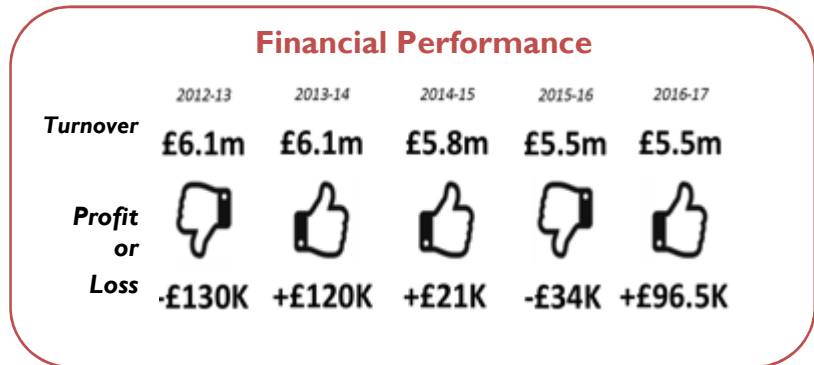 Financial Performance
2012-13 2013-14 2014-15 2015-16 2016-17
Turnover £6.1m £6.1m £5.8m £5.5m £5.5m
Profit
or
Loss -£130K +£120K +£21K -£34K +£96.5K